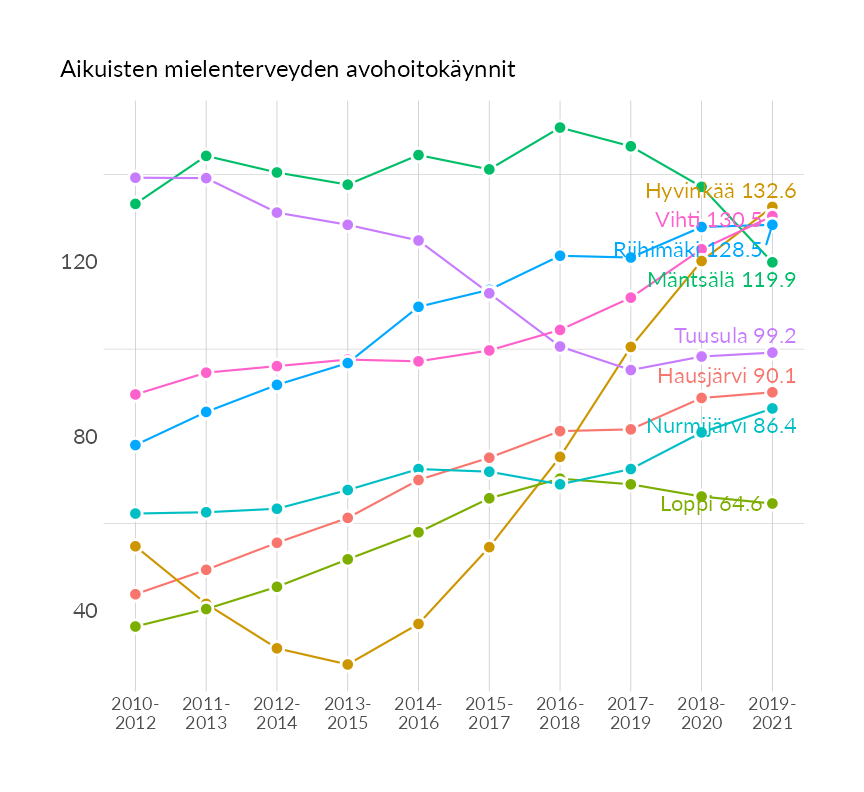 Aikuisten mielenterveyden avohoitokäynnit
Hyvinkää 132.6
Vihti 130.5
Riihimäki 128.5
120
Mäntsälä 119.9
Tuusula 99.2
Hausjärvi 90.1
Nurmijärvi 86.4
80
Loppi 64.6
40
2010- 2011- 2012- 2013- 2014- 2015- 2016- 2017- 2018- 2019-
2012 2013 2014 2015 2016 2017 2018 2019 2020 2021